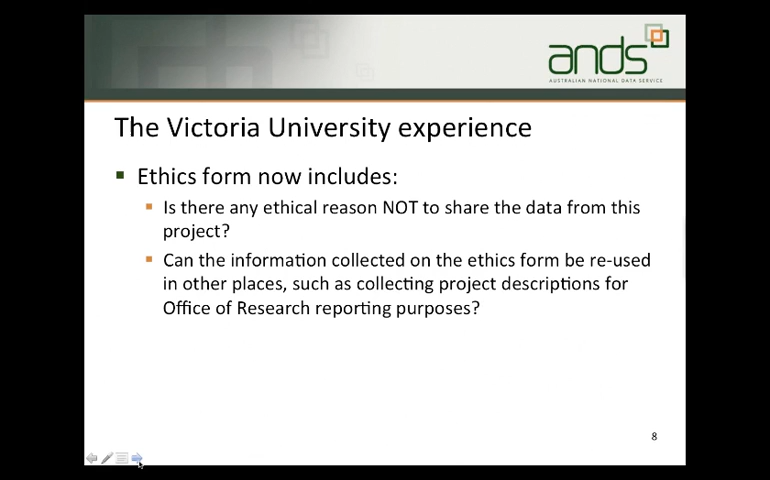 ands
AUSTRALIAN NATIONAL DATA SERVICE
The Victoria University experience
Ethics form now includes:
Is there any ethical reason NOT to share the data from this
project?
Can the information collected on the ethics form be re-used
in other places, such as collecting project descriptions for
Office of Research reporting purposes?
8